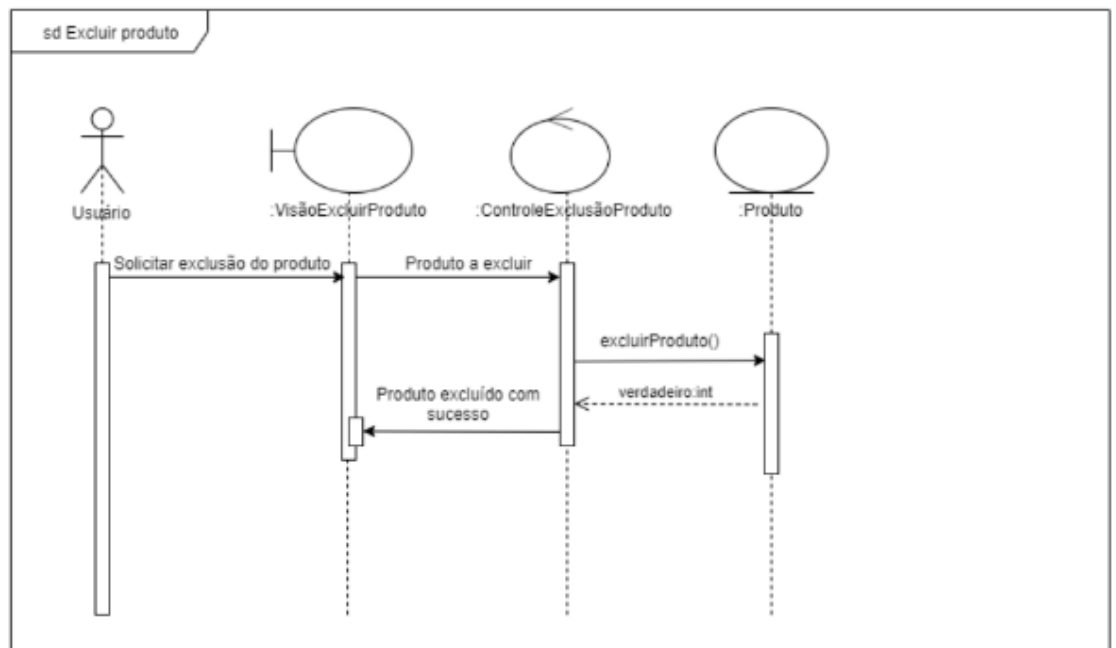 sd Excluir produto
Usuário
:VisãoExcluirProduto
:ControleExclusãoProduto
:Produto
Solicitar exclusão do produto
Produto a excluir
excluirProduto()
verdadeiro:int
Produto excluído com
sucesso